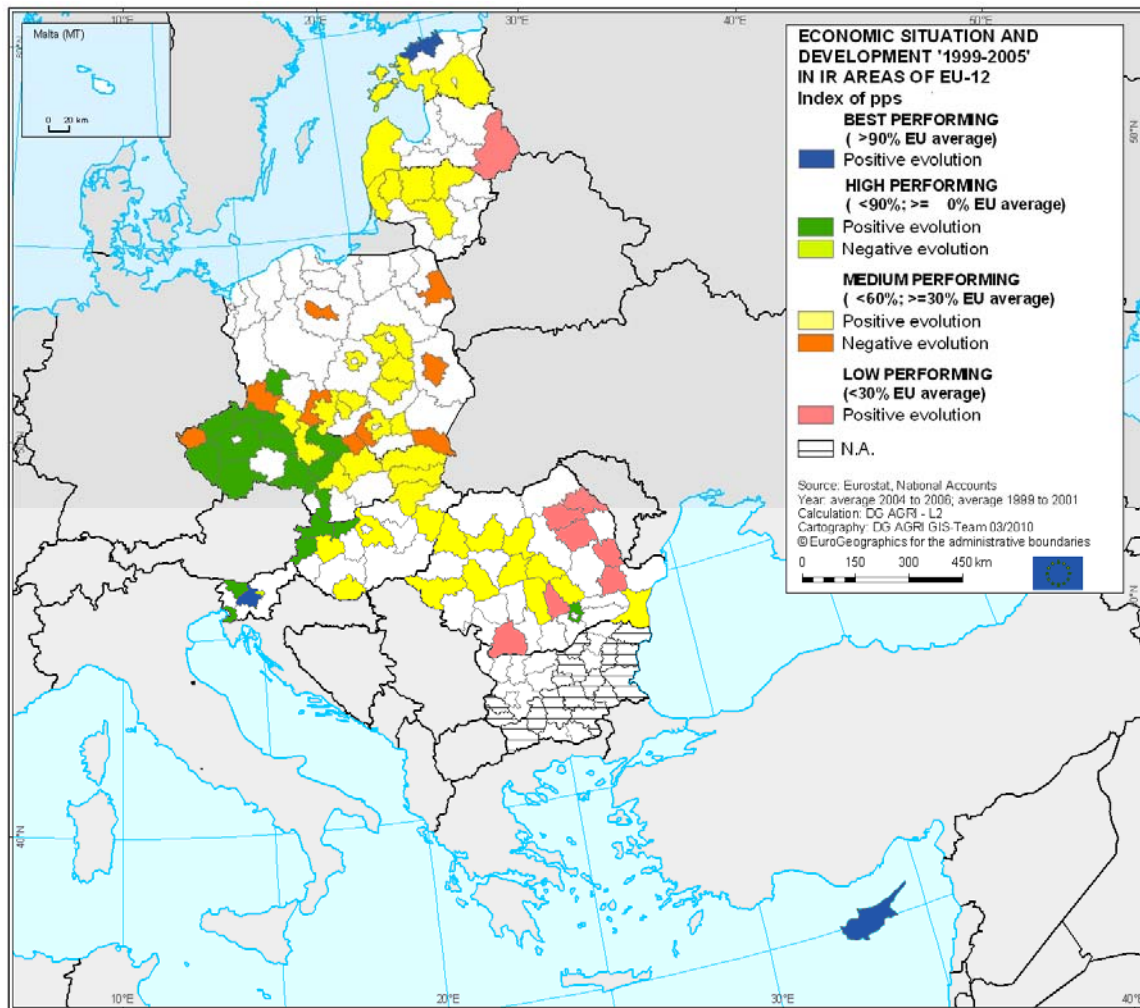 10°E
20°E
30°E
40°E
50°E
Malta (MT)
0 20 km
50°N
ECONOMIC SITUATION AND
DEVELOPMENT '1999-2005'
IN IR AREAS OF EU-12
Index of pps
BEST PERFORMING
( >90% EU average)
Positive evolution
HIGH PERFORMING
( <90%; >= 0% EU average)
Positive evolution
Negative evolution
MEDIUM PERFORMING
( <60%; >=30% EU average)
Positive evolution
Negative evolution
LOW PERFORMING
(<30% EU average)
Positive evolution
N.A.
Source: Eurostat, National Accounts
Year: average 2004 to 2006; average 1999 to 2001
Calculation: DG AGRI - L2
Cartography: DG AGRI GIS-Team 03/2010
© EuroGeographics for the administrative boundaries
0 150 300 450 km
40°N
10°E
20°E
30°E